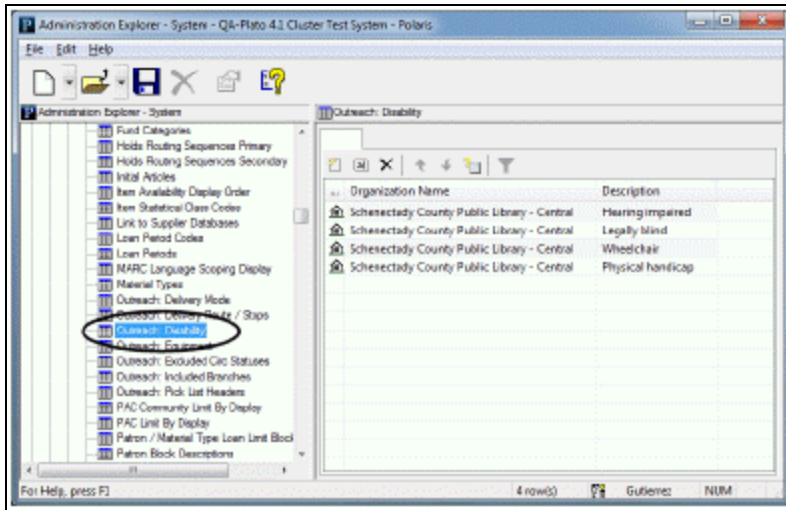 Administration Explorer - System - QA-Plato 4.1 Cluster Test System - Polaris
File Edit Help
Administration Explorer - System
Fund Categories
Holds Routing Sequences Primary
Holds Routing Sequences Secondary
Initial Articles
Item Availability Display Order
Item Statistical Class Codes
Link to Supplier Databases
Loan Period Codes
Loan Periods
MARC Language Scoping Display
Material Types
Outreach: Delivery Mode
Outreach: Delivery Route / Stops
Outreach: Disability
Outreach: Equipment
Outreach: Excluded Circ Statuses
Outreach: Included Branches
Outreach: Pick List Headers
PAC Community Limit By Display
PAC Limit By Display
Patron / Material Type Loan Limit Block
Patron Block Descriptions
Outreach: Disability
Organization Name Description
Schenectady County Public Library - Central Hearing impaired
Schenectady County Public Library - Central Legally blind
Schenectady County Public Library - Central Wheelchair
Schenectady County Public Library - Central Physical handicap
For Help, press F1 4 row(s) Gutierrez NUM